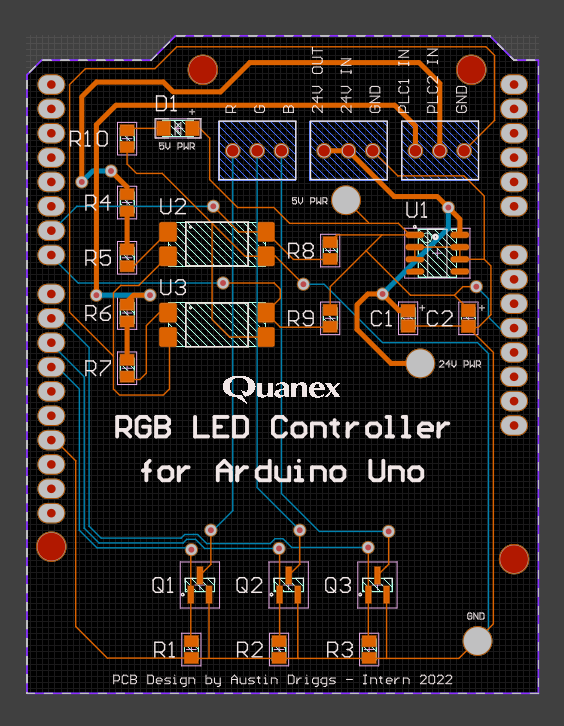 24V OUT
24V IN
GND
PLC1 IN
PLC2 IN
GND
D1
+
R
G
B
R10
5V PWR
R4
U2
5V PWR
U1
R5
R8
U3
R6
R9
C1
+
C2
+
R7
24V PWR
Quanex
RGB LED Controller
for Arduino Uno
Q1
Q2
Q3
GND
R1
R2
R3
PCB Design by Austin Driggs - Intern 2022